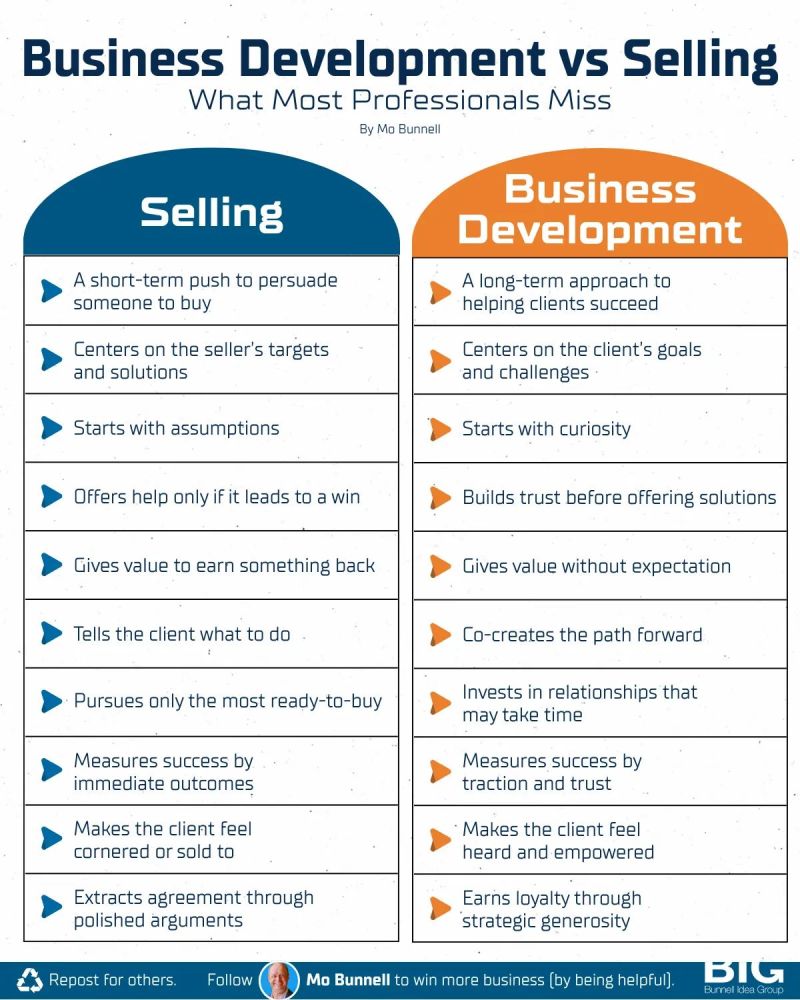 Business Development vs Selling
What Most Professionals Miss
By Mo Bunnell
Selling
A short-term push to persuade
someone to buy
Centers on the seller's targets
and solutions
Starts with assumptions
Offers help only if it leads to a win
Gives value to earn something back
Tells the client what to do
Pursues only the most ready-to-buy
Measures success by
immediate outcomes
Makes the client feel
cornered or sold to
Extracts agreement through
polished arguments
Business
Development
A long-term approach to
helping clients succeed
Centers on the client's goals
and challenges
Starts with curiosity
Builds trust before offering solutions
Gives value without expectation
Co-creates the path forward
Invests in relationships that
may take time
Measures success by
traction and trust
Makes the client feel
heard and empowered
Earns loyalty through
strategic generosity
Repost for others.
Follow Mo Bunnell to win more business (by being helpful).
BIG
Bunnell Idea Group